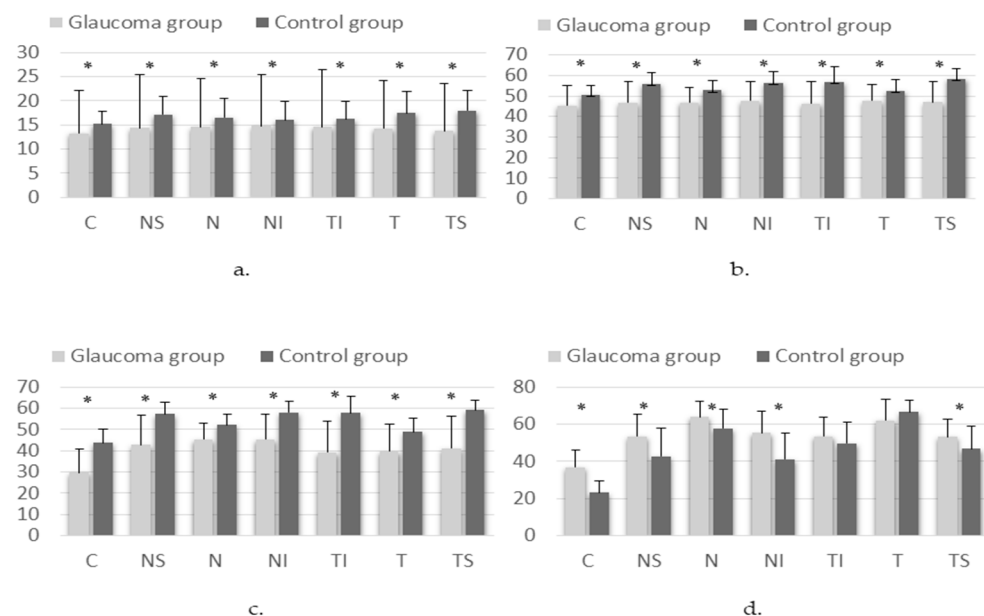 Glaucoma group Control group
30
25
20
15
10
5
0
* * * * * * *
C NS N NI TI T TS
a.
Glaucoma group Control group
70
60
50
40
30
20
10
0
* * * * * * *
C NS N NI TI T TS
b.
Glaucoma group Control group
70
60
50
40
30
20
10
0
* * * * * * *
C NS N NI TI T TS
c.
Glaucoma group Control group
80
60
40
20
0
* * * * *
C NS N NI TI T TS
d.